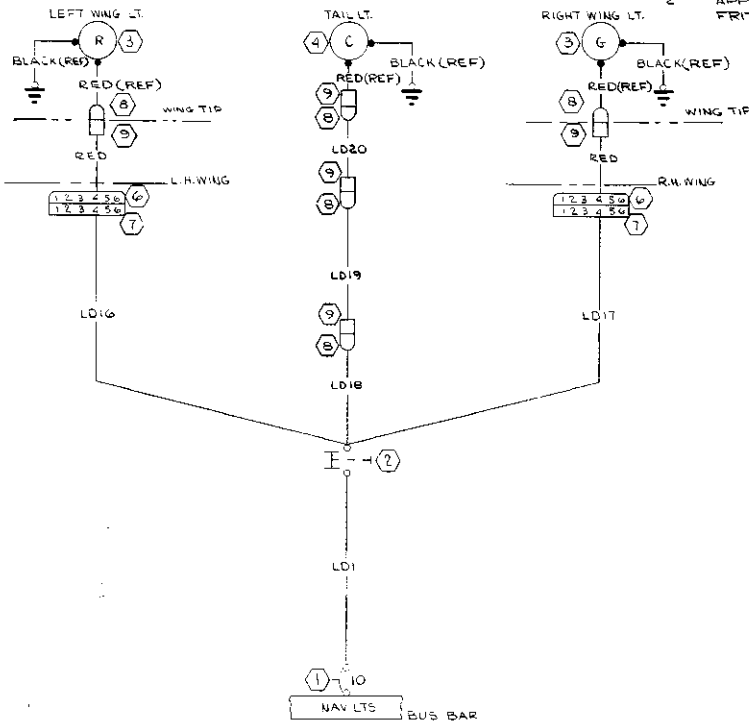 2 APP
FRIT
LEFT WING LT.
TAIL LT.
RIGHT WING LT.
R 3
4 C
3 G
BLACK(REF)
BLACK(REF)
BLACK(REF)
RED(REF)
RED(REF)
RED(REF)
8
9
8
WING TIP
8
WING TIP
9
9
RED
LD20
RED
9
L.H.WING
R.H.WING
8
1 2 3 4 5 6 6
1 2 3 4 5 6 7
1 2 3 4 5 6 6
1 2 3 4 5 6 7
LD19
LD16
9
LD17
8
LD18
2
LD1
1 10
NAV LTS BUS BAR